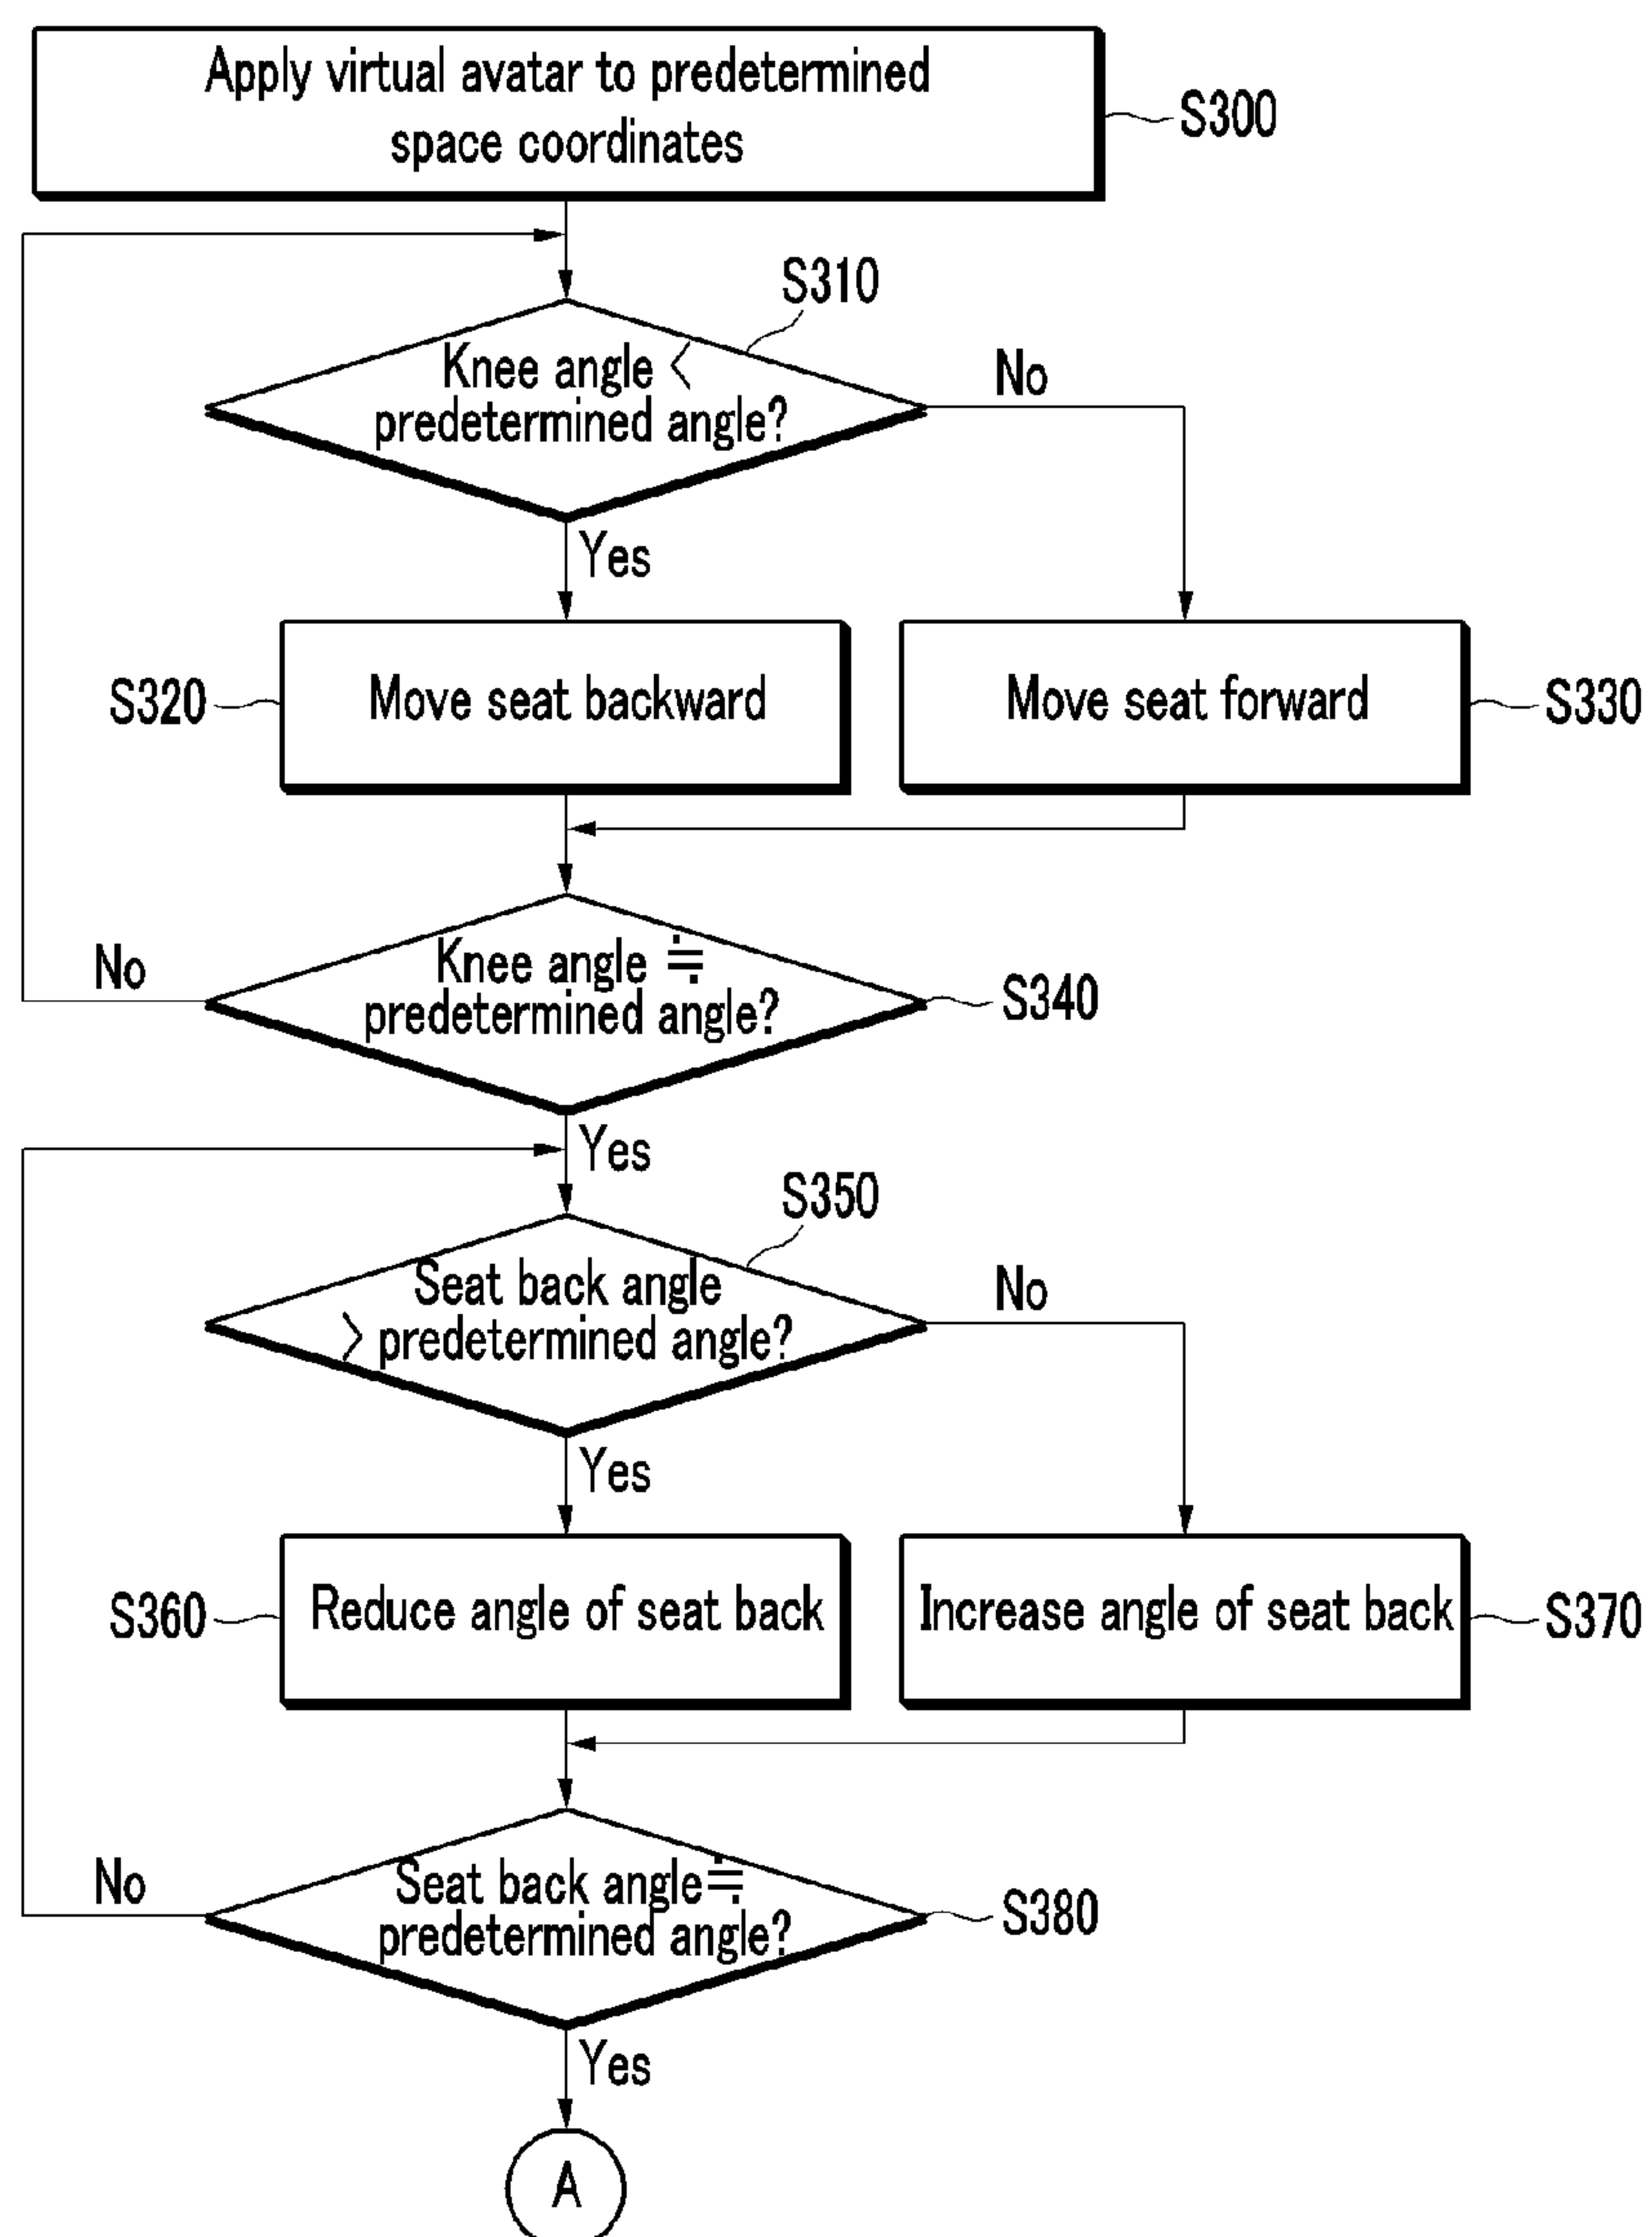 Apply virtual avatar to predetermined
space coordinates
S300
S310
Knee angle <
predetermined angle?
No
Yes
S320
Move seat backward
Move seat forward
S330
No
Knee angle ≒
predetermined angle?
S340
Yes
S350
Seat back angle
> predetermined angle?
No
Yes
S360
Reduce angle of seat back
Increase angle of seat back
S370
No
Seat back angle≒
predetermined angle?
S380
Yes
A